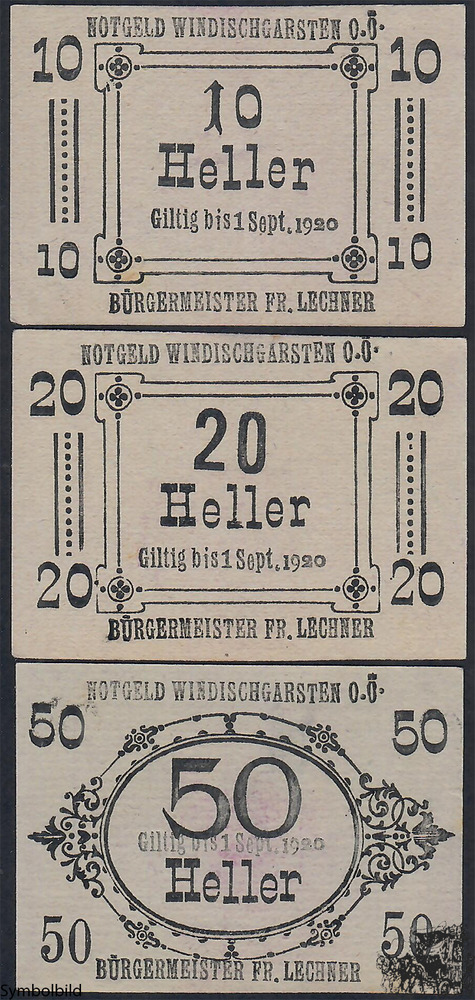 NOTGELD WINDISCHGARSTEN O.Ö.
10 10
10
Heller
Giltig bis 1 Sept. 1920
10 10
BÜRGERMEISTER FR. LECHNER
NOTGELD WINDISCHGARSTEN O.Ö.
20 20
20
Heller
Giltig bis 1 Sept. 1920
20 20
BÜRGERMEISTER FR. LECHNER
NOTGELD WINDISCHGARSTEN O.Ö.
50 50
50
Giltig bis 1 Sept. 1920
Heller
50 50
BÜRGERMEISTER FR. LECHNER
Symbolbild